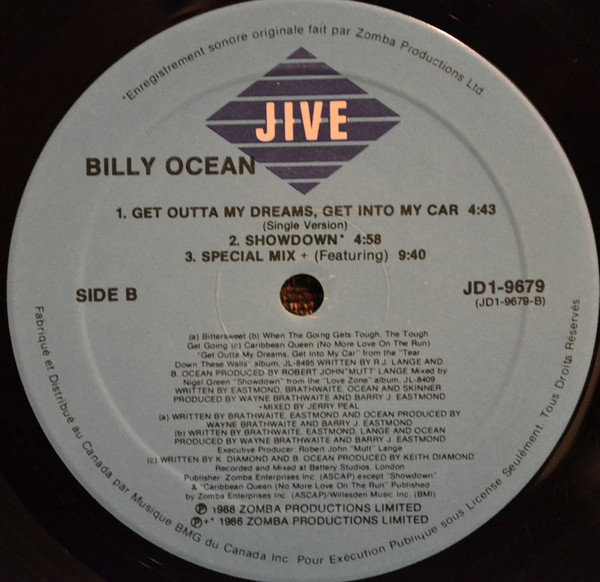 *Enregistrement sonore originale fait par Zomba Productions Ltd.
JIVE
BILLY OCEAN
1. GET OUTTA MY DREAMS, GET INTO MY CAR 4:43
(Single Version)
2. SHOWDOWN* 4:58
3. SPECIAL MIX + (Featuring) 9:40
SIDE B
JD1-9679
(JD1-9679-B)
(a) Bittersweet (b) When The Going Gets Tough, The Tough
Get Going (c) Caribbean Queen (No More Love On The Run)
"Get Outta My Dreams, Get Into My Car" from the "Tear
Down These Walls" album, JL-8495 WRITTEN BY R.J. LANGE AND
B. OCEAN PRODUCED BY ROBERT JOHN "MUTT" LANGE Mixed by
Nigel Green "Showdown" from the "Love Zone" album, JL-8409
WRITTEN BY EASTMOND, BRATHWAITE, OCEAN AND SKINNER
PRODUCED BY WAYNE BRATHWAITE AND BARRY J. EASTMOND
+MIXED BY JERRY PEAL
(a) WRITTEN BY BRATHWAITE, EASTMOND AND OCEAN PRODUCED BY
WAYNE BRATHWAITE AND BARRY J. EASTMOND
(b) WRITTEN BY BRATHWAITE, EASTMOND, LANGE AND OCEAN
PRODUCED BY WAYNE BRATHWAITE AND BARRY J. EASTMOND
Executive Producer: Robert John "Mutt" Lange
(c) WRITTEN BY K. DIAMOND AND B. OCEAN PRODUCED BY KEITH DIAMOND
Recorded and Mixed at Battery Studios, London
Publisher Zomba Enterprises Inc. (ASCAP) except "Showdown"
& "Caribbean Queen (No More Love On The Run" Published
by Zomba Enterprises Inc. (ASCAP)/Willesden Music Inc. (BMI)
℗ 1988 ZOMBA PRODUCTIONS LIMITED
℗+* 1986 ZOMBA PRODUCTIONS LIMITED
Fabriqué et Distribué au Canada par Musique BMG du Canada Inc. Pour Exécution Publique sous License Seulement. Tous Droits Réservés.